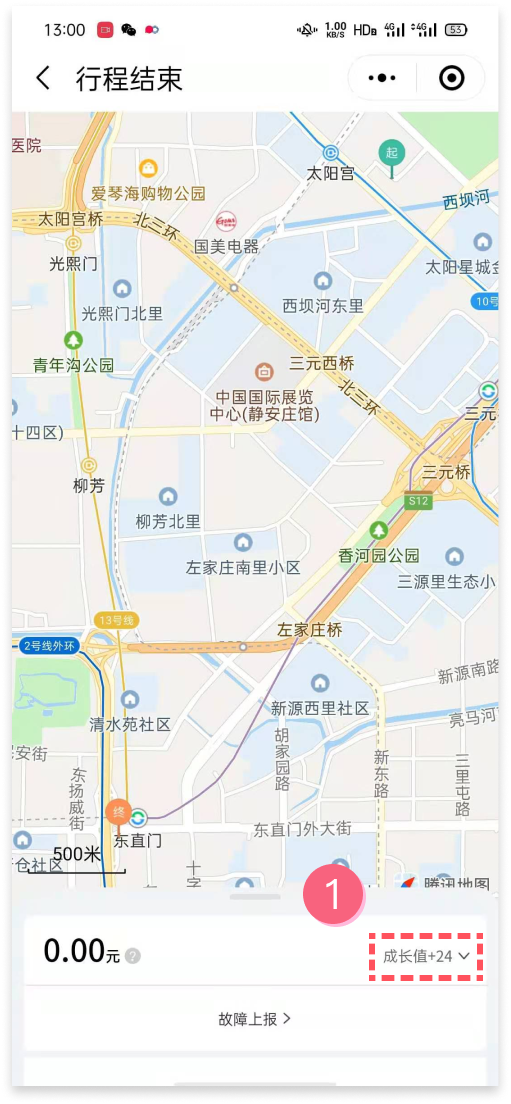 13:00
1.00 KB/S HD 4G 4G 53
行程结束
医院
起
太阳宫
西坝河
爱琴海购物公园
太阳宫桥
北三环
国美电器
光熙门
太阳星城金
光熙门北里
西坝河东里
10号
青年沟公园
三元西桥
中国国际展览
中心(静安庄馆)
北三环
三元
十四区)
三元桥
柳芳
S12
柳芳北里
香河园公园
左家庄南里小区
三源里生态小
13号线
左家庄桥
2号线外环
新源南路
新源西里社区
清水苑社区
亮马河
安街
胡家园路
新东路
三里屯路
东扬威街
终
东直门
东直门外大街
500米
仓社区
十字
腾讯地图
1
0.00元 ?
成长值+24
故障上报 >